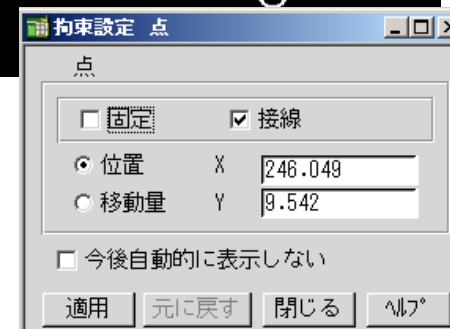 拘束設定 点
点
固定 接線
位置 X 246.049
移動量 Y 9.542
今後自動的に表示しない
適用 元に戻す 閉じる ヘルプ